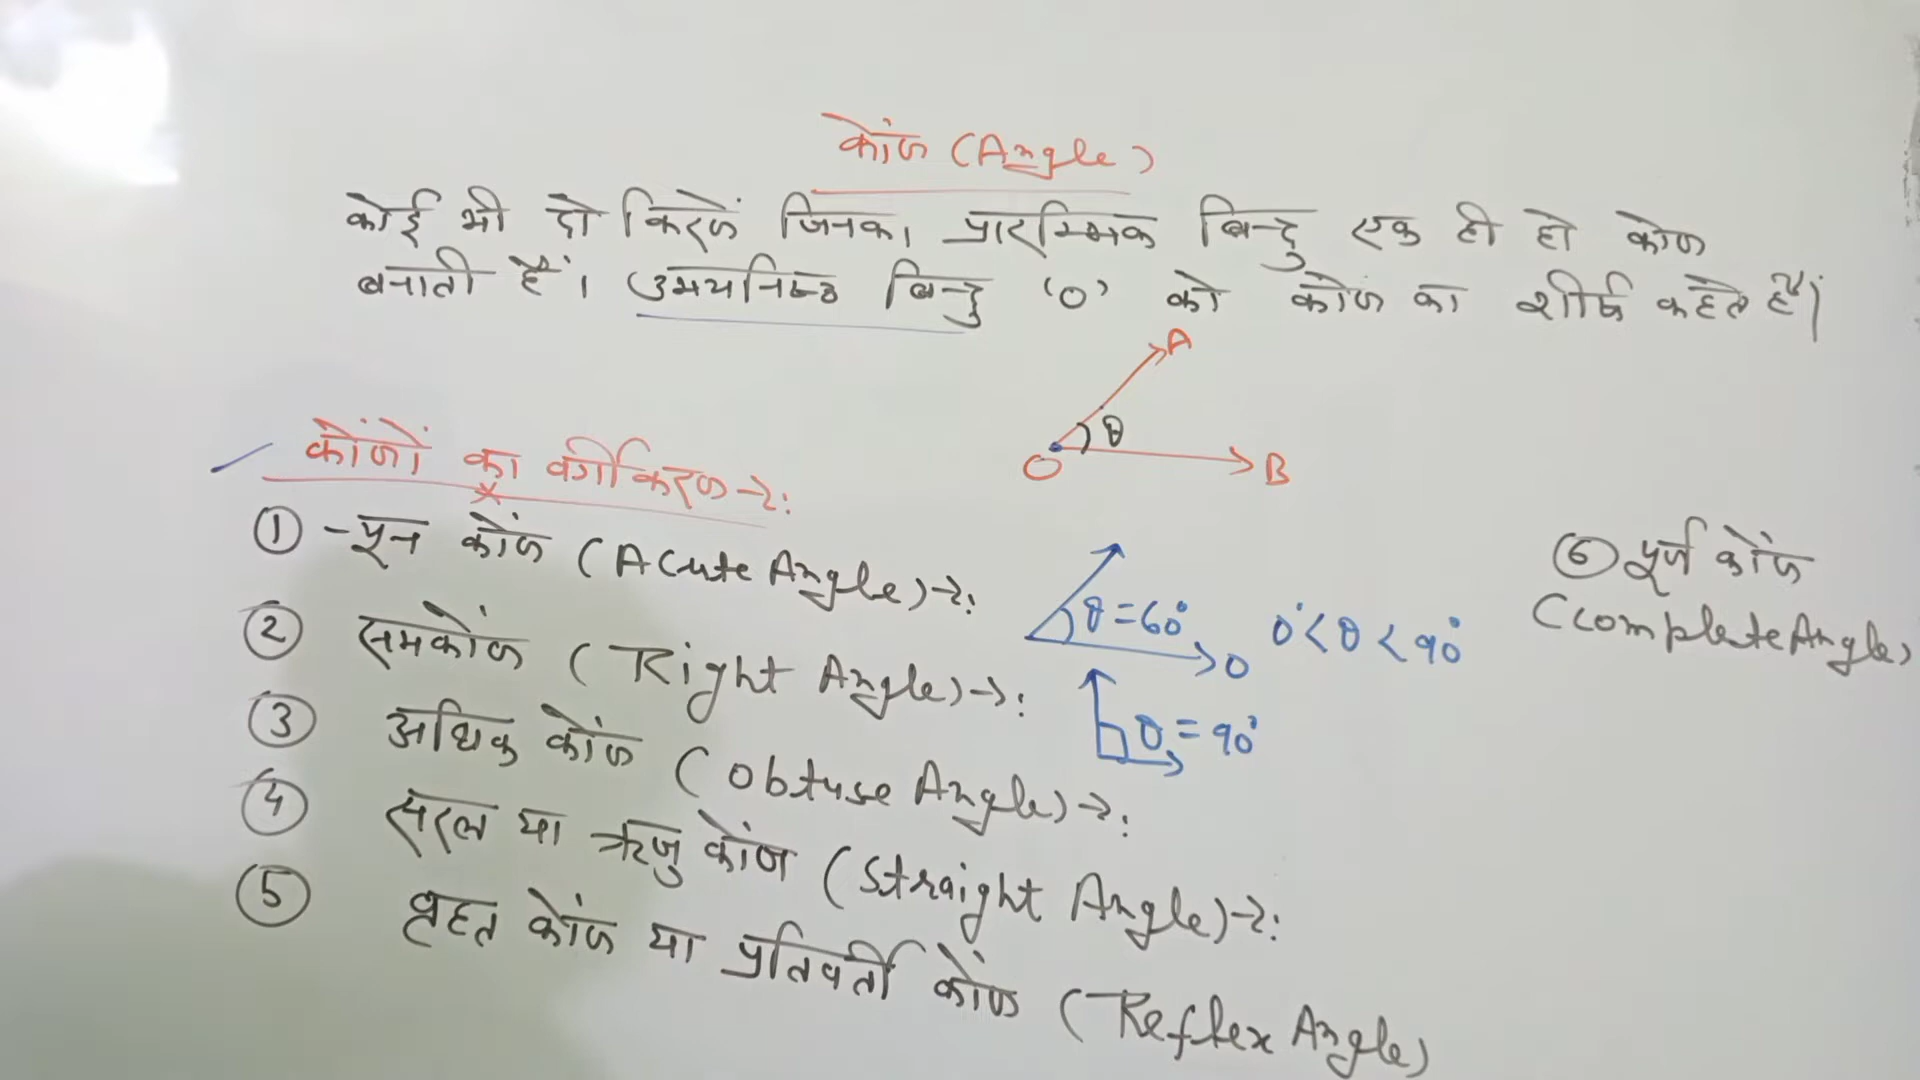 कोंण (Angle)
कोई भी दो किरणें जिनका प्रारम्भिक बिन्दु एक ही हो कोण
बनाती हैं। उभयनिष्ठ बिन्दु 'O' को कोण का शीर्ष कहते हैं।
A
θ
O
B
कोंणों का वर्गीकिरण →:
① न्यून कोंण (Acute Angle) →:
θ = 60°
O
0° < θ < 90°
② समकोंण (Right Angle) →:
θ = 90°
③ अधिक कोंण (Obtuse Angle) →:
④ सरल या ऋजु कोंण (Straight Angle) →:
⑤ वृहत कोंण या प्रतिवर्ती कोंण (Reflex Angle)
⑥ पूर्ण कोंण
(Complete Angle)